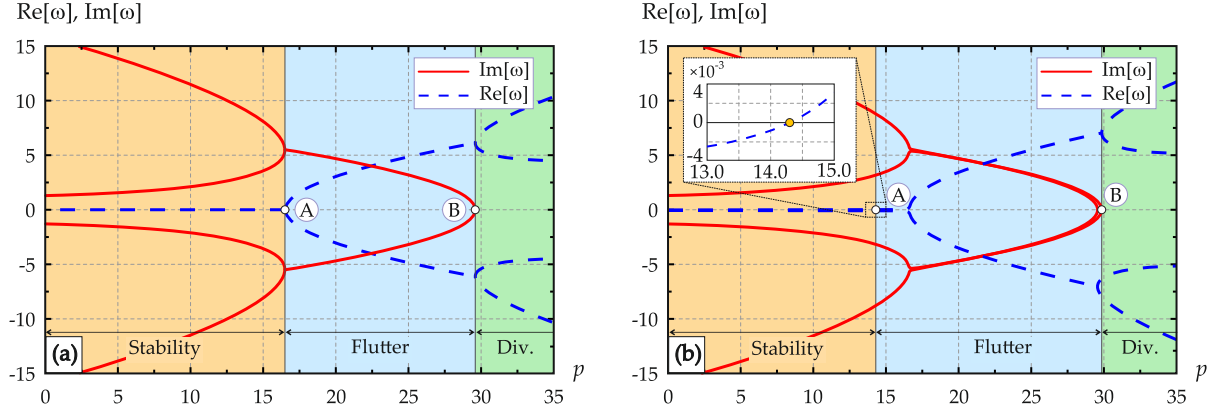 Re[ω], Im[ω]
15
10
5
0
-5
-10
-15
Im[ω]
Re[ω]
A
B
(a)
Stability
Flutter
Div.
p
0 5 10 15 20 25 30 35
Re[ω], Im[ω]
15
10
5
0
-5
-10
-15
×10⁻³
4
0
-4
13.0 14.0 15.0
Im[ω]
Re[ω]
A
B
(b)
Stability
Flutter
Div.
p
0 5 10 15 20 25 30 35